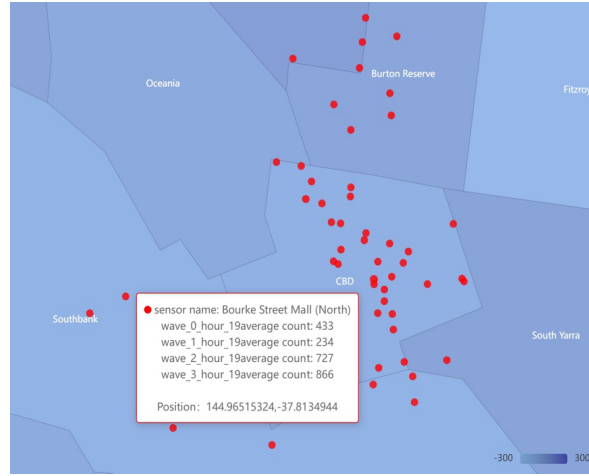 Burton Reserve
Oceania
Fitzroy
CBD
sensor name: Bourke Street Mall (North)
wave_0_hour_19average count: 433
wave_1_hour_19average count: 234
wave_2_hour_19average count: 727
wave_3_hour_19average count: 866
Position: 144.96515324,-37.8134944
Southbank
South Yarra
-300
300